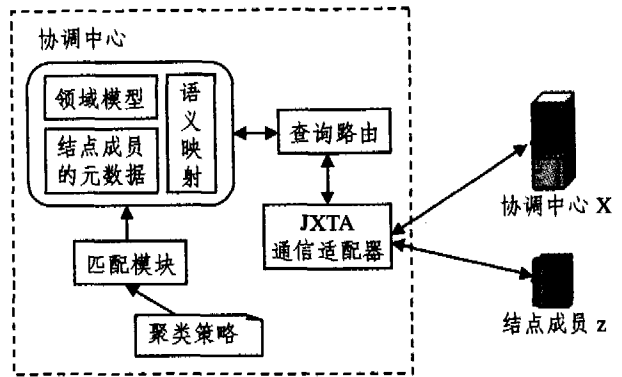 协调中心
领域模型
结点成员
的元数据
语
义
映
射
查询路由
JXTA
通信适配器
匹配模块
聚类策略
协调中心 X
结点成员 z